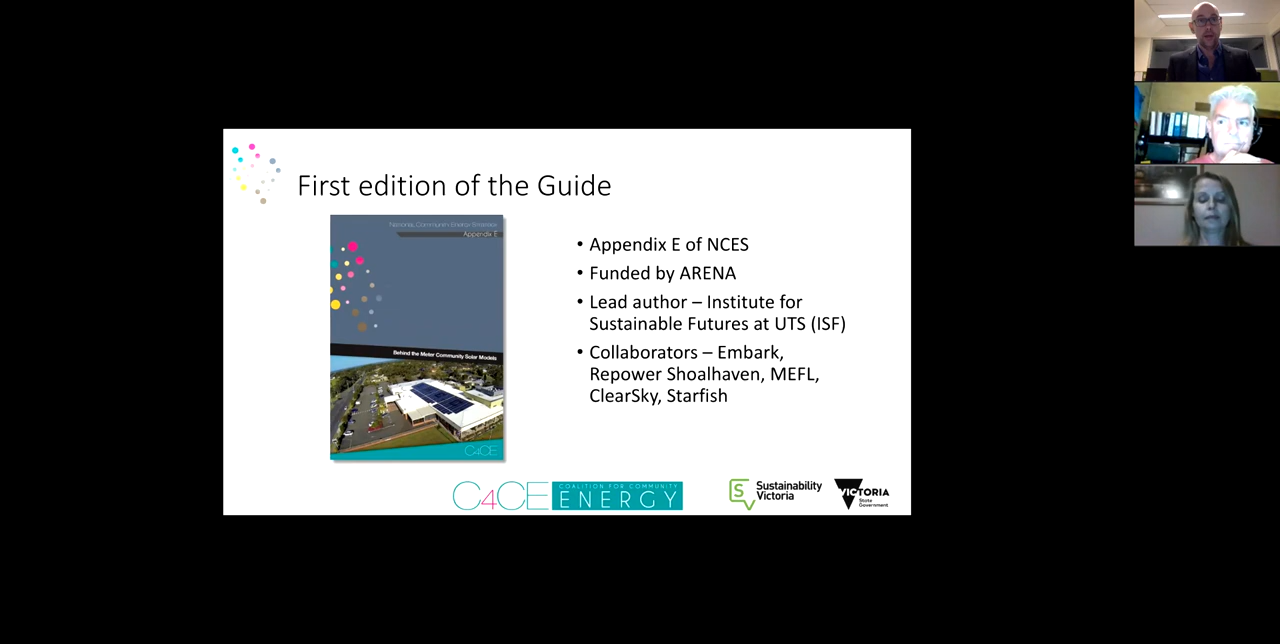 First edition of the Guide
National Community Energy Strategy
Appendix E
Behind the Meter Community Solar Models
C4CE
• Appendix E of NCES
• Funded by ARENA
• Lead author – Institute for
Sustainable Futures at UTS (ISF)
• Collaborators – Embark,
Repower Shoalhaven, MEFL,
ClearSky, Starfish
C4CE
COALITION FOR COMMUNITY
ENERGY
S
Sustainability
Victoria
VICTORIA
State
Government